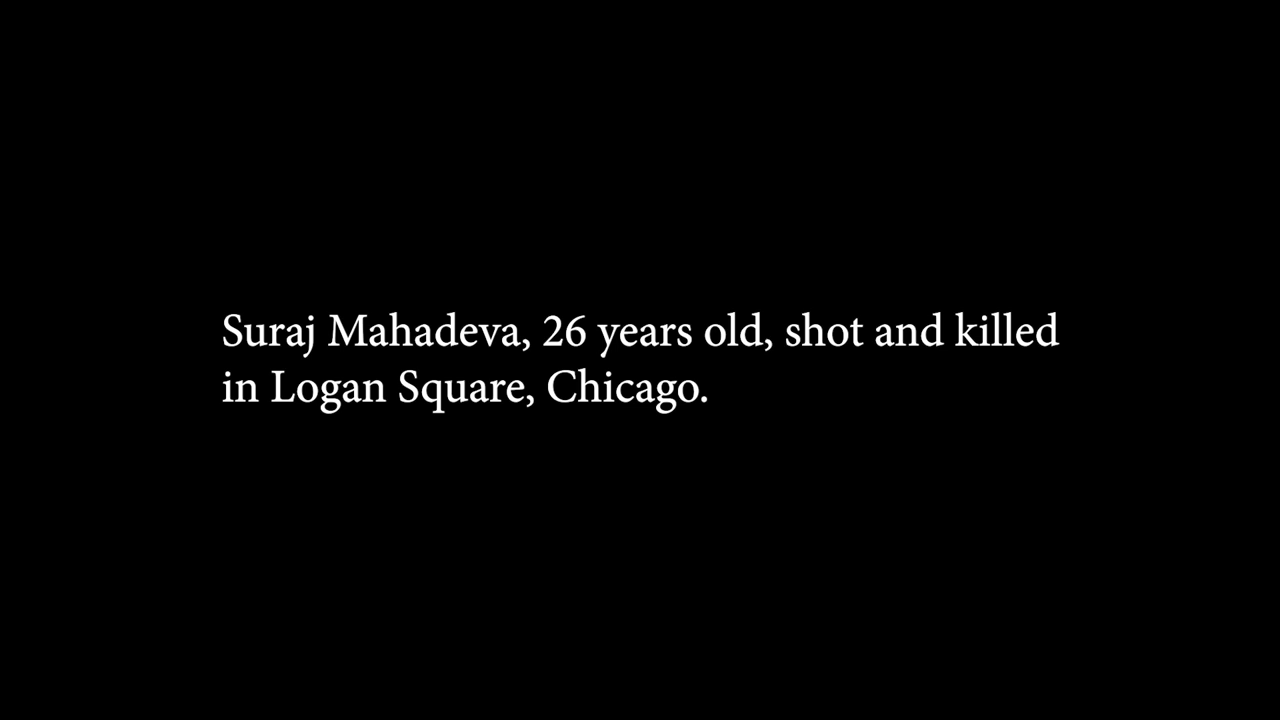 Suraj Mahadeva, 26 years old, shot and killed
in Logan Square, Chicago.